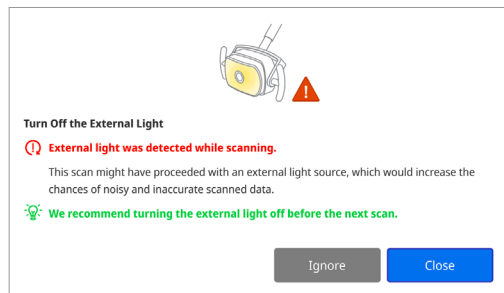 Turn Off the External Light
External light was detected while scanning.
This scan might have proceeded with an external light source, which would increase the
chances of noisy and inaccurate scanned data.
We recommend turning the external light off before the next scan.
Ignore
Close